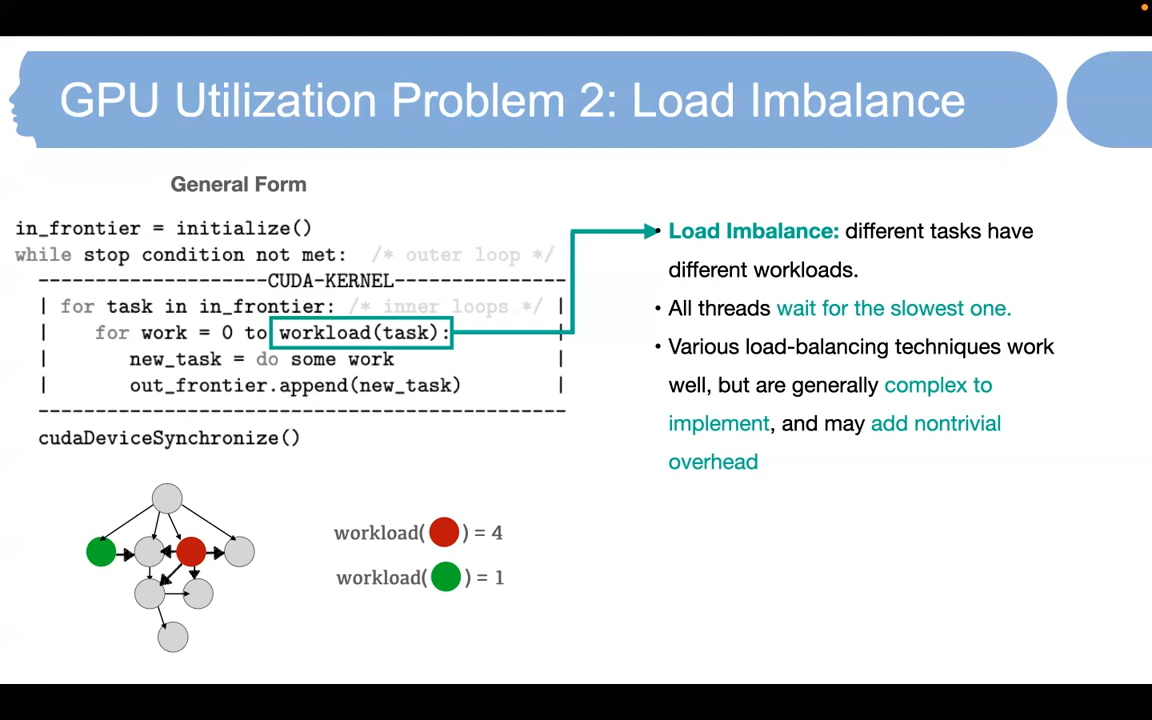 GPU Utilization Problem 2: Load Imbalance
General Form
in_frontier = initialize()
while stop condition not met: /* outer loop */
--------------------CUDA-KERNEL---------------
| for task in in_frontier: /* inner loops */ |
| for work = 0 to workload(task): |
| new_task = do some work |
| out_frontier.append(new_task) |
----------------------------------------------
cudaDeviceSynchronize()
• Load Imbalance: different tasks have
different workloads.
• All threads wait for the slowest one.
• Various load-balancing techniques work
well, but are generally complex to
implement, and may add nontrivial
overhead
workload( ) = 4
workload( ) = 1